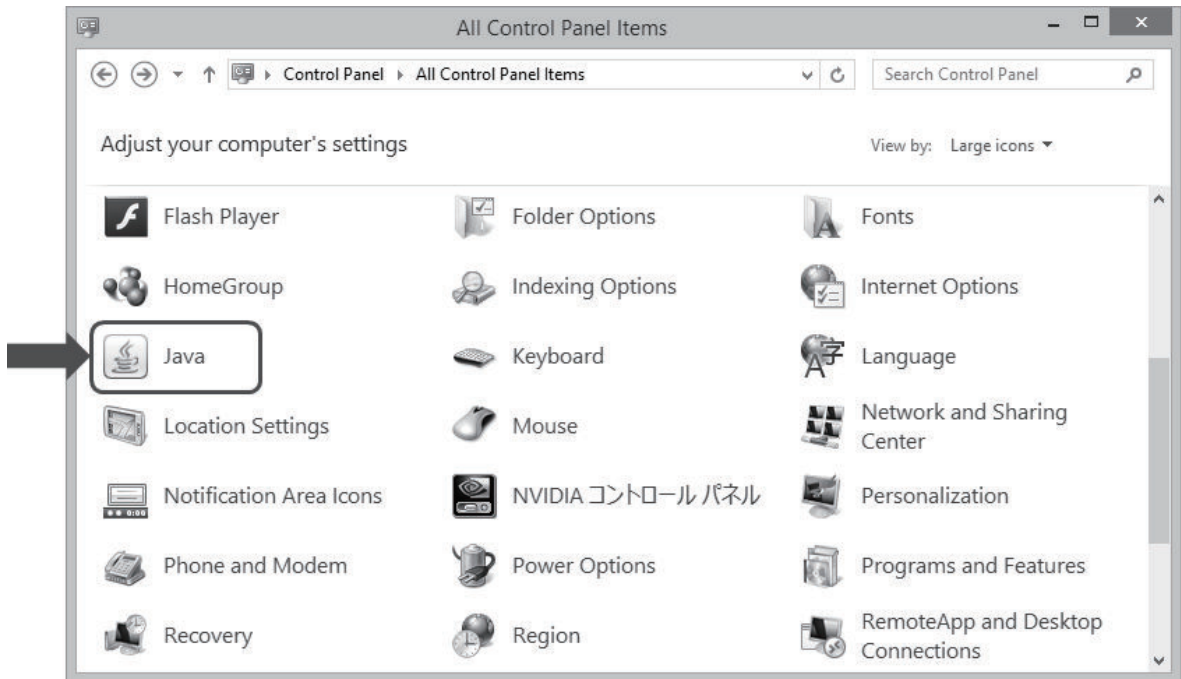 All Control Panel Items
Control Panel All Control Panel Items
Search Control Panel
Adjust your computer's settings
View by: Large icons
Flash Player
Folder Options
Fonts
HomeGroup
Indexing Options
Internet Options
Java
Keyboard
Language
Location Settings
Mouse
Network and Sharing
Center
Notification Area Icons
NVIDIA コントロール パネル
Personalization
Phone and Modem
Power Options
Programs and Features
Recovery
Region
RemoteApp and Desktop
Connections